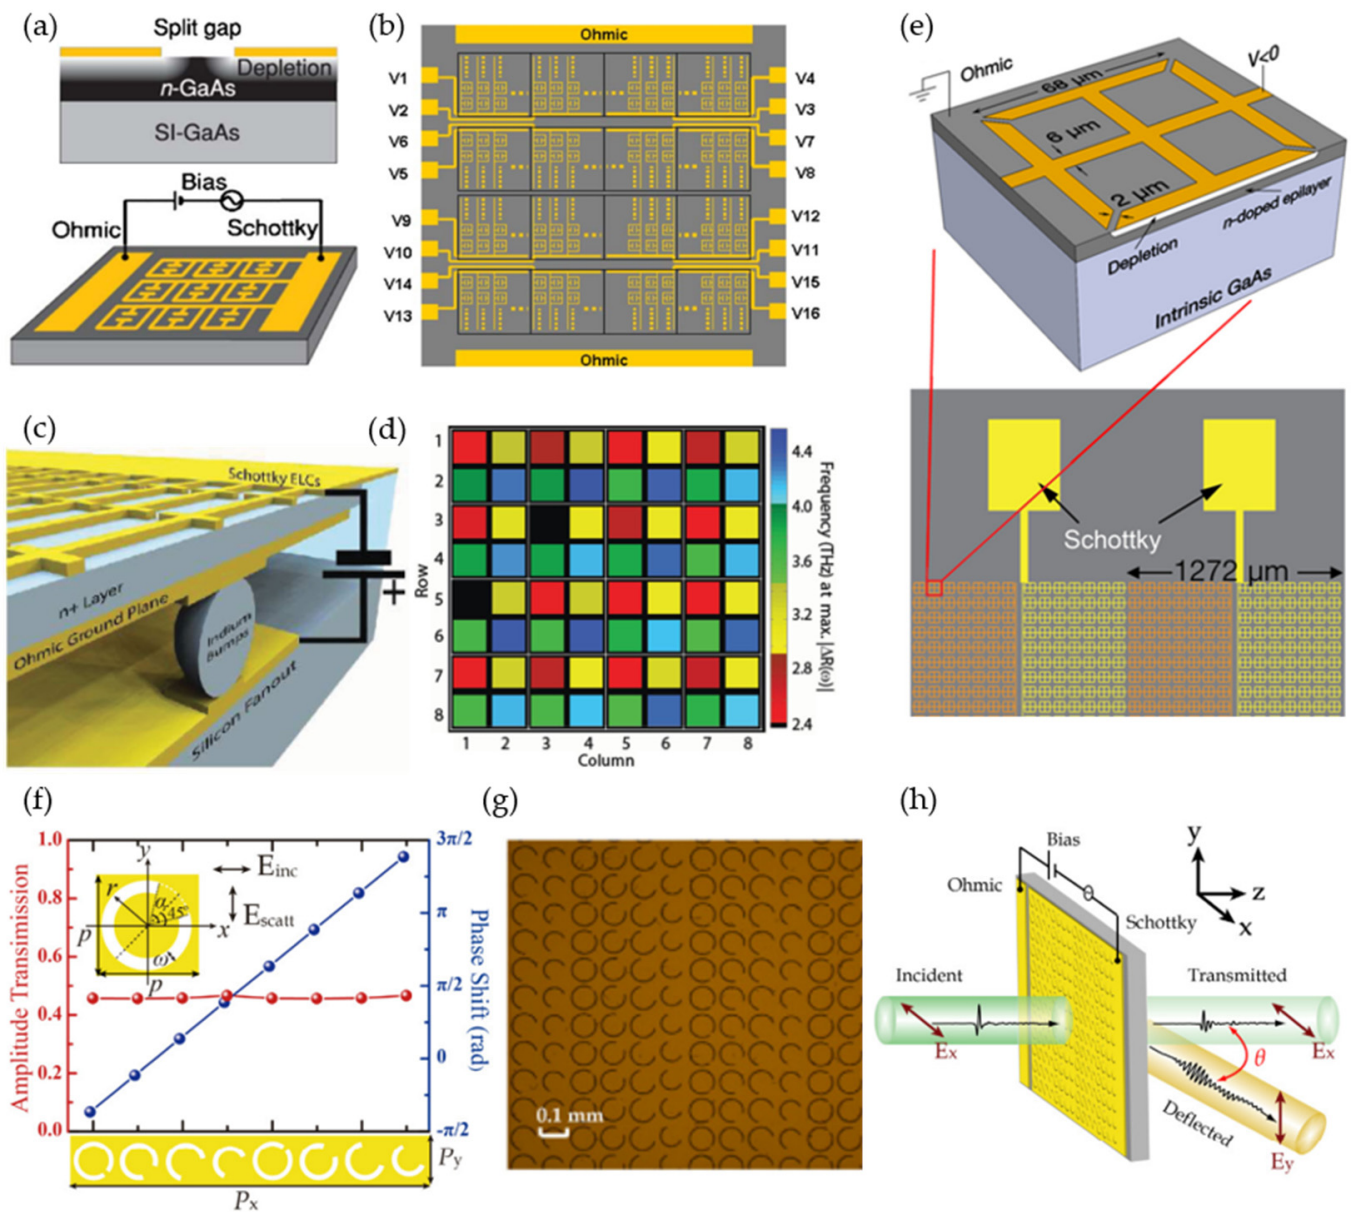 (a)
Split gap
Depletion
n-GaAs
SI-GaAs
Bias
Ohmic
Schottky
(b)
Ohmic
V1
V2
V6
V5
V9
V10
V14
V13
V4
V3
V7
V8
V12
V11
V15
V16
Ohmic
(c)
Schottky ELCs
n+ Layer
Ohmic Ground Plane
Indium
Bumps
Silicon Fanout
+
(d)
Row
1
2
3
4
5
6
7
8
1 2 3 4 5 6 7 8
Column
4.4
4.0
3.6
3.2
2.8
2.4
Frequency (THz) at max. |ΔR(ω)|
(e)
Ohmic
V<0
68 μm
6 μm
2 μm
n-doped epilayer
Depletion
Intrinsic GaAs
Schottky
1272 μm
(f)
Amplitude Transmission
1.0
0.8
0.6
0.4
0.2
0.0
3π/2
π
π/2
0
-π/2
Phase Shift (rad)
y
r
α
45°
x
p
ω
p
Einc
Escatt
Py
Px
(g)
0.1 mm
(h)
Bias
Ohmic
Schottky
y
z
x
Incident
Transmitted
Ex
Ex
θ
Deflected
Ey